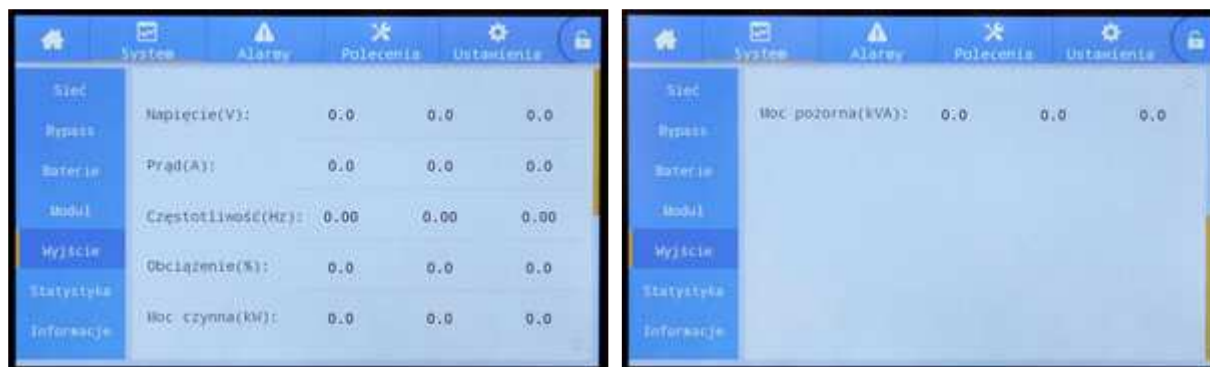 System Alarmy Polecenia Ustawienia
Sieć
Bypass
Baterie
Moduł
Wyjście
Statystyka
Informacje
Napięcie(V): 0.0 0.0 0.0
Prąd(A): 0.0 0.0 0.0
Częstotliwość(Hz): 0.00 0.00 0.00
Obciążenie(%): 0.0 0.0 0.0
Moc czynna(kW): 0.0 0.0 0.0
System Alarmy Polecenia Ustawienia
Sieć
Bypass
Baterie
Moduł
Wyjście
Statystyka
Informacje
Moc pozorna(kVA): 0.0 0.0 0.0